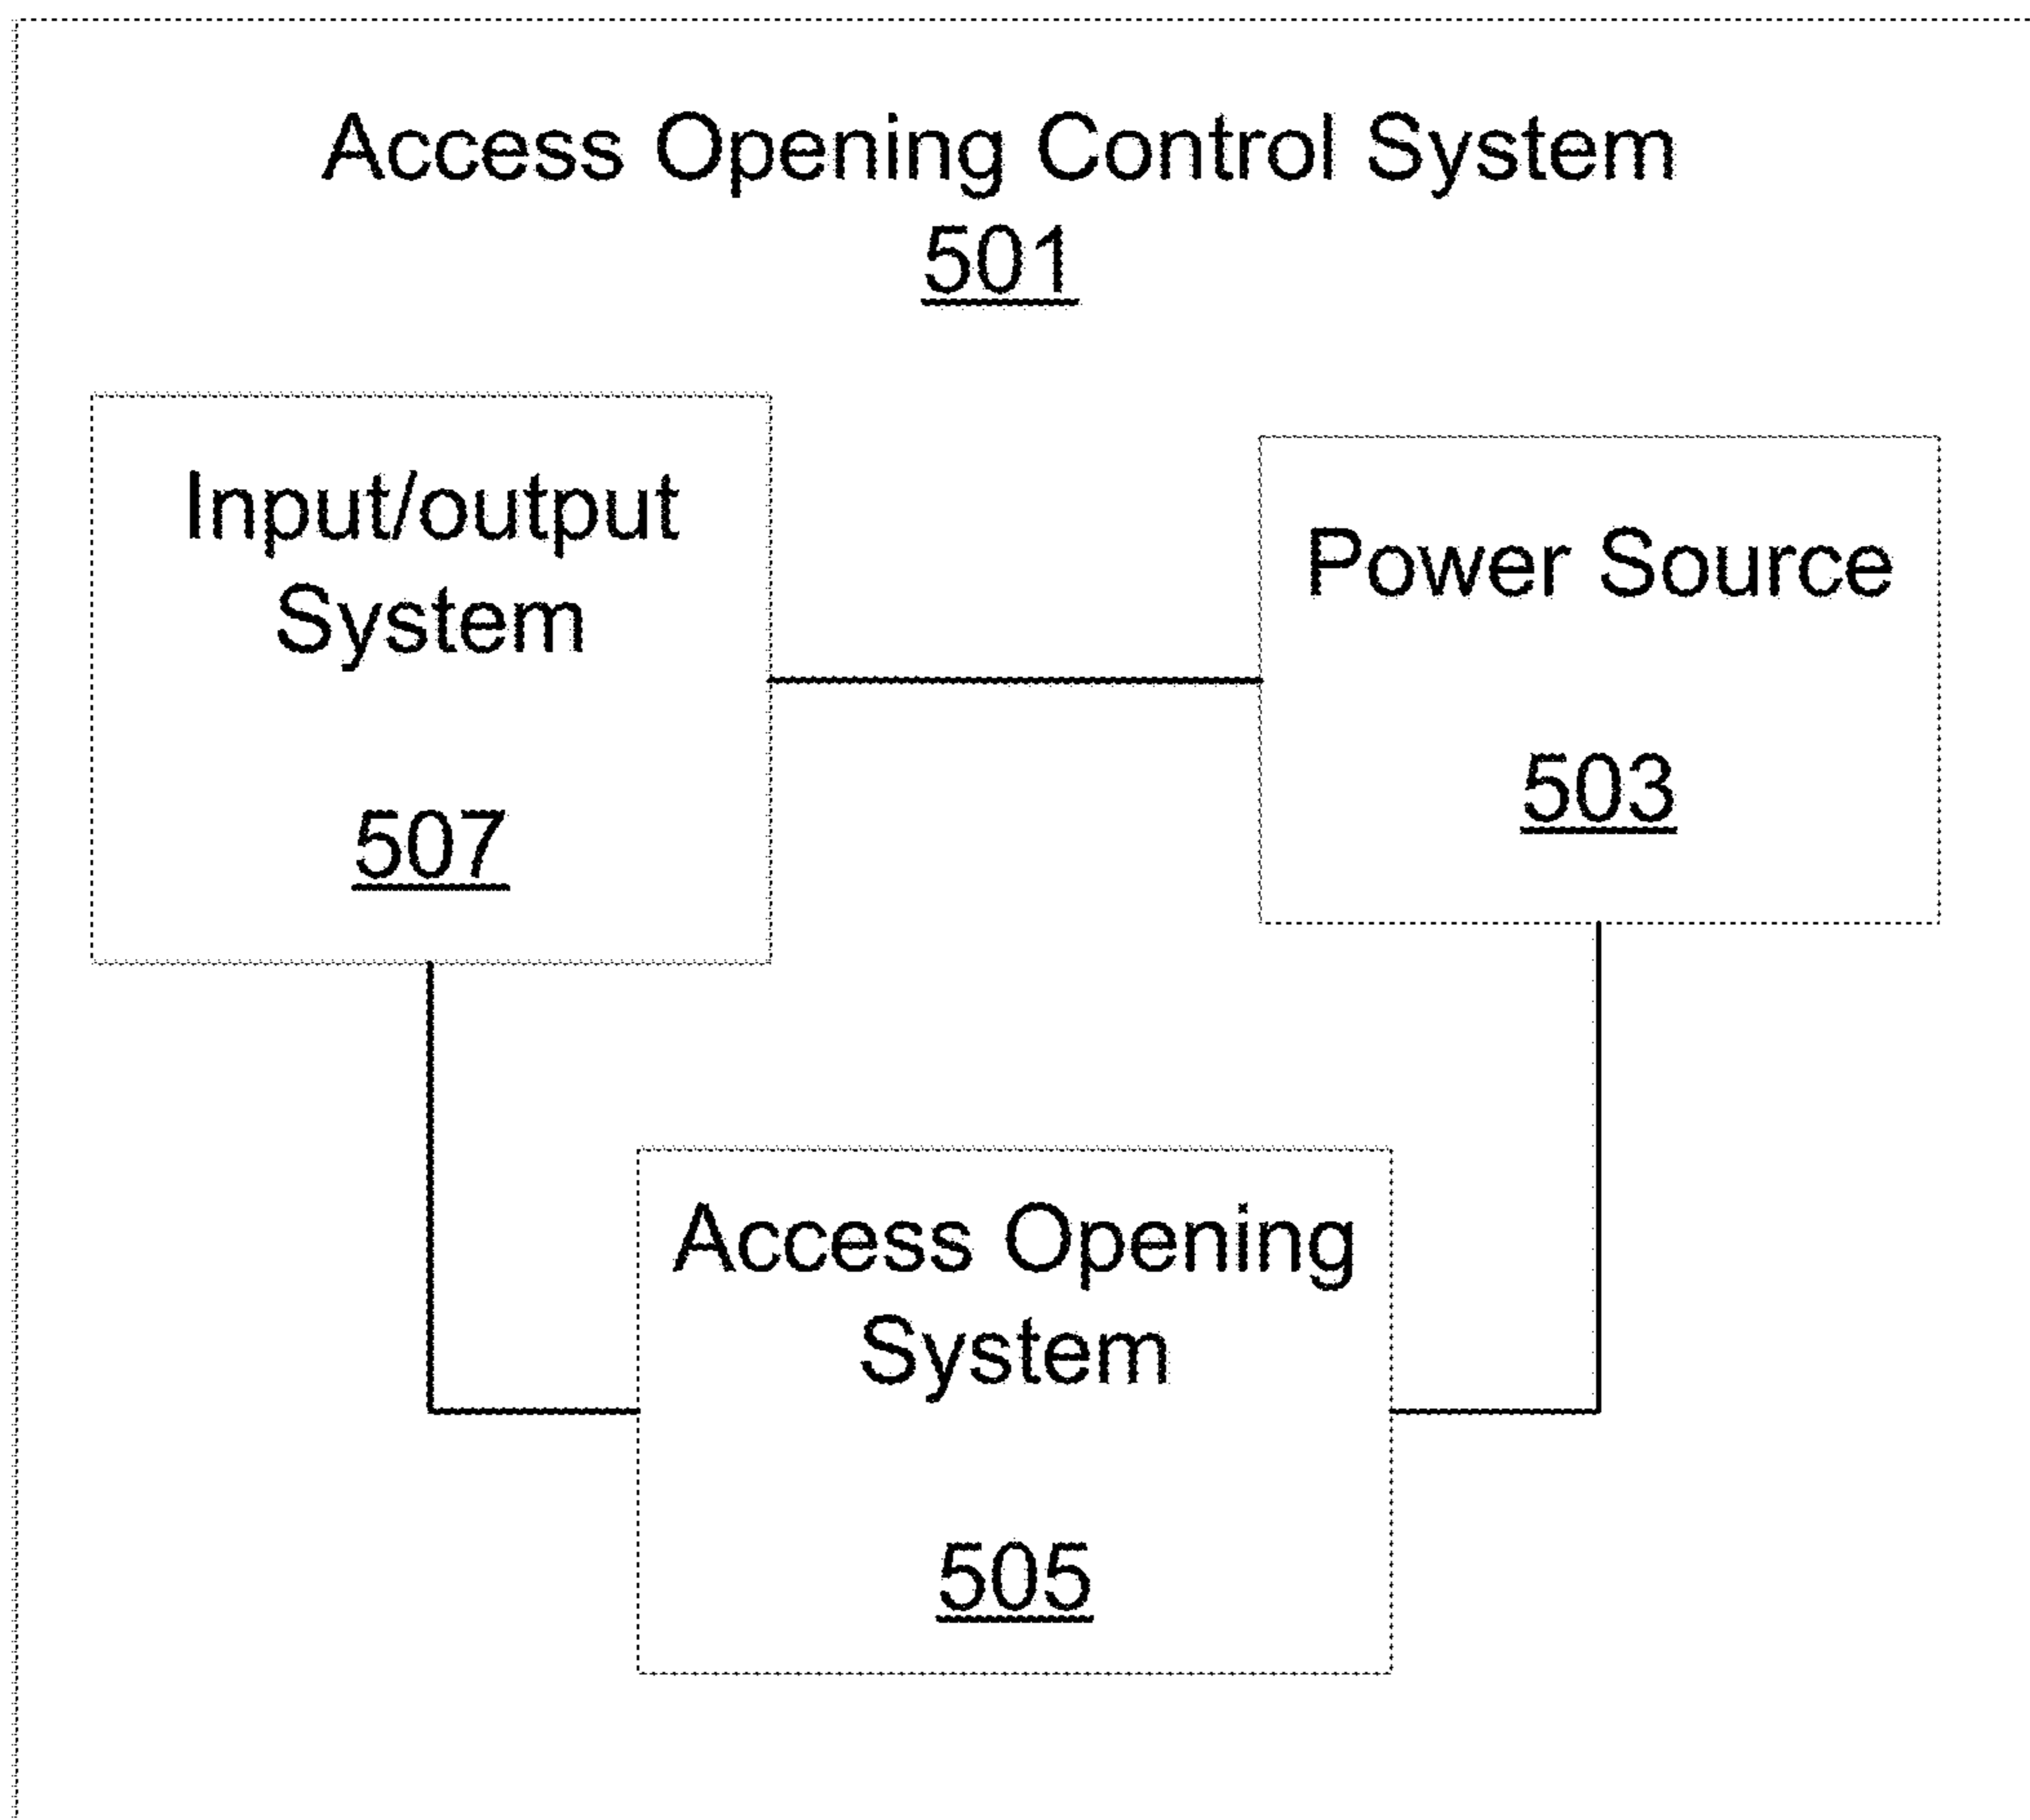 Access Opening Control System
501
Input/output
System
507
Power Source
503
Access Opening
System
505